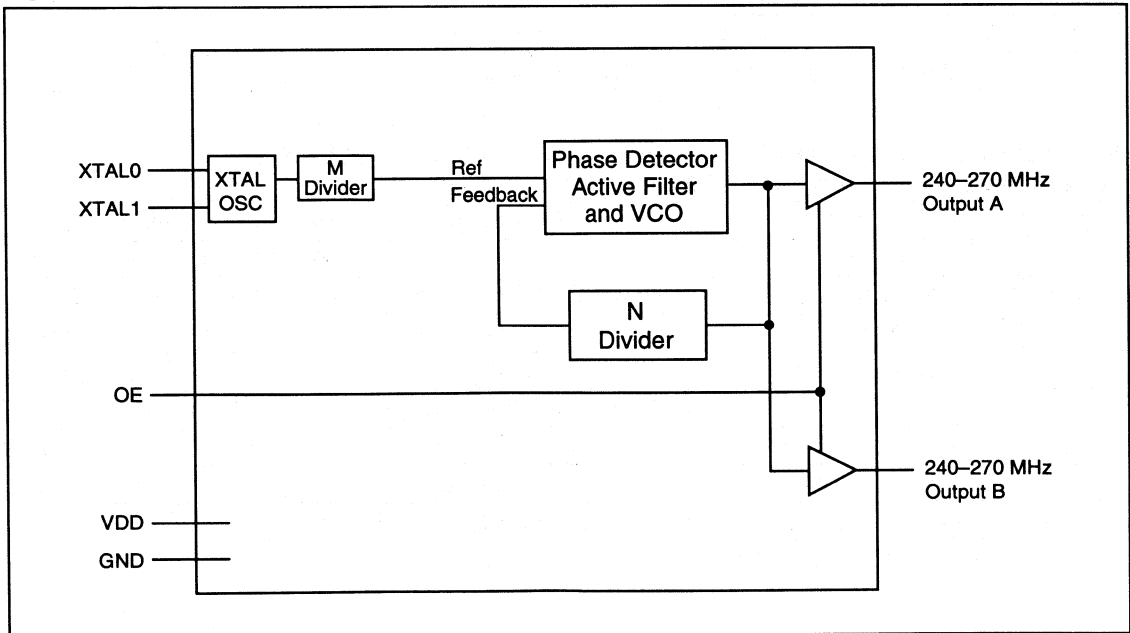 XTAL0
XTAL1
XTAL
OSC
M
Divider
Ref
Feedback
Phase Detector
Active Filter
and VCO
240–270 MHz
Output A
N
Divider
OE
240–270 MHz
Output B
VDD
GND